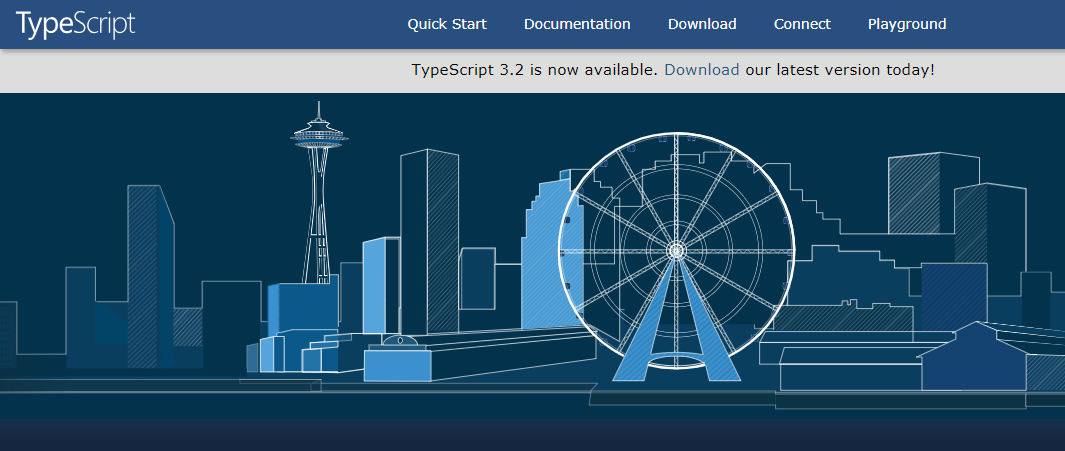 TypeScript Quick Start Documentation Download Connect Playground
TypeScript 3.2 is now available. Download our latest version today!